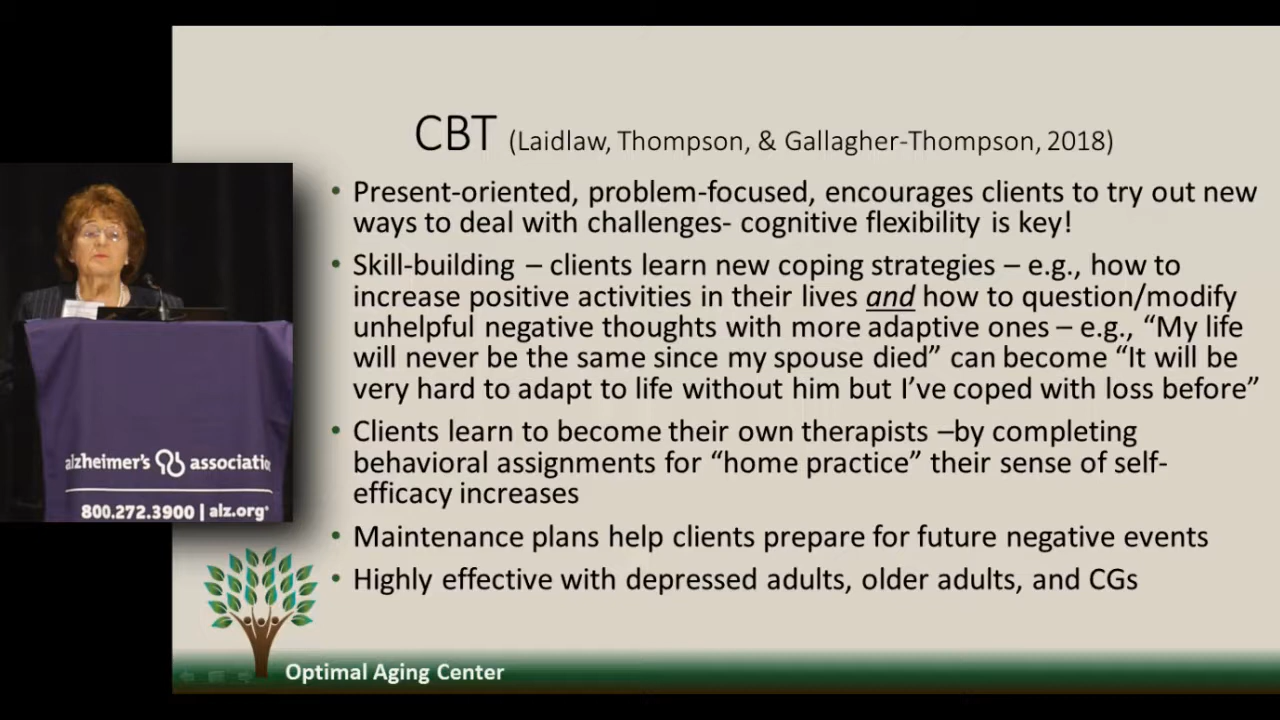 CBT (Laidlaw, Thompson, & Gallagher-Thompson, 2018)
• Present-oriented, problem-focused, encourages clients to try out new
ways to deal with challenges- cognitive flexibility is key!
• Skill-building – clients learn new coping strategies – e.g., how to
increase positive activities in their lives and how to question/modify
unhelpful negative thoughts with more adaptive ones – e.g., “My life
will never be the same since my spouse died” can become “It will be
very hard to adapt to life without him but I’ve coped with loss before”
• Clients learn to become their own therapists –by completing
behavioral assignments for “home practice” their sense of self-
efficacy increases
• Maintenance plans help clients prepare for future negative events
• Highly effective with depressed adults, older adults, and CGs
alzheimer's associatio
800.272.3900 | alz.org®
Optimal Aging Center